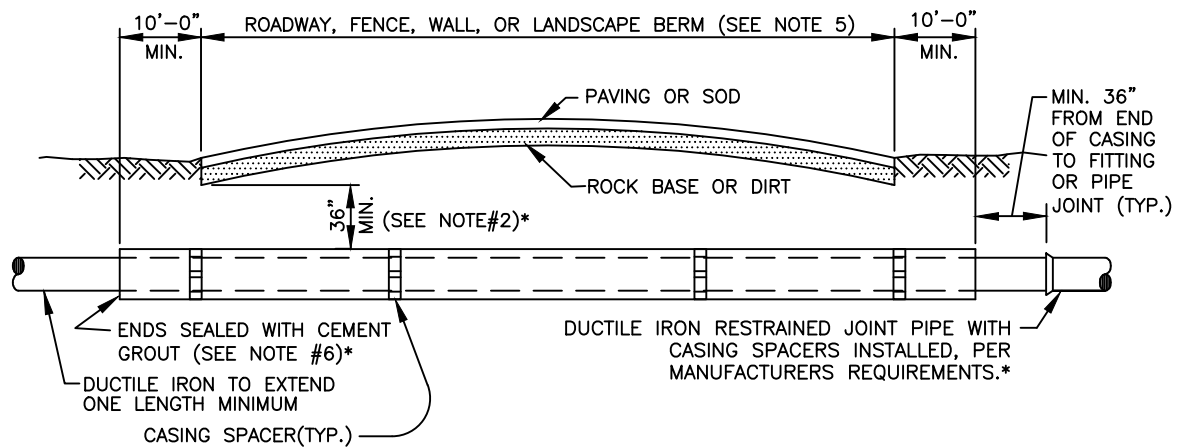 10'-0"
MIN.
ROADWAY, FENCE, WALL, OR LANDSCAPE BERM (SEE NOTE 5)
10'-0"
MIN.
PAVING OR SOD
MIN. 36"
FROM END
OF CASING
TO FITTING
OR PIPE
JOINT (TYP.)
ROCK BASE OR DIRT
36"
MIN.
(SEE NOTE#2)*
ENDS SEALED WITH CEMENT
GROUT (SEE NOTE #6)*
DUCTILE IRON TO EXTEND
ONE LENGTH MINIMUM
CASING SPACER(TYP.)
DUCTILE IRON RESTRAINED JOINT PIPE WITH
CASING SPACERS INSTALLED, PER
MANUFACTURERS REQUIREMENTS.*